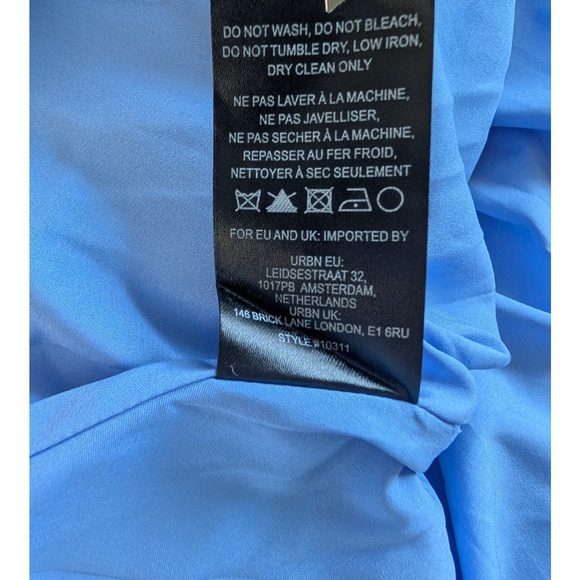 DO NOT WASH, DO NOT BLEACH,
DO NOT TUMBLE DRY, LOW IRON,
DRY CLEAN ONLY
NE PAS LAVER À LA MACHINE,
NE PAS JAVELLISER,
NE PAS SECHER À LA MACHINE,
REPASSER AU FER FROID,
NETTOYER À SEC SEULEMENT
FOR EU AND UK: IMPORTED BY
URBN EU:
LEIDSESTRAAT 32,
1017PB AMSTERDAM,
NETHERLANDS
URBN UK:
146 BRICK LANE LONDON, E1 6RU
STYLE #10311